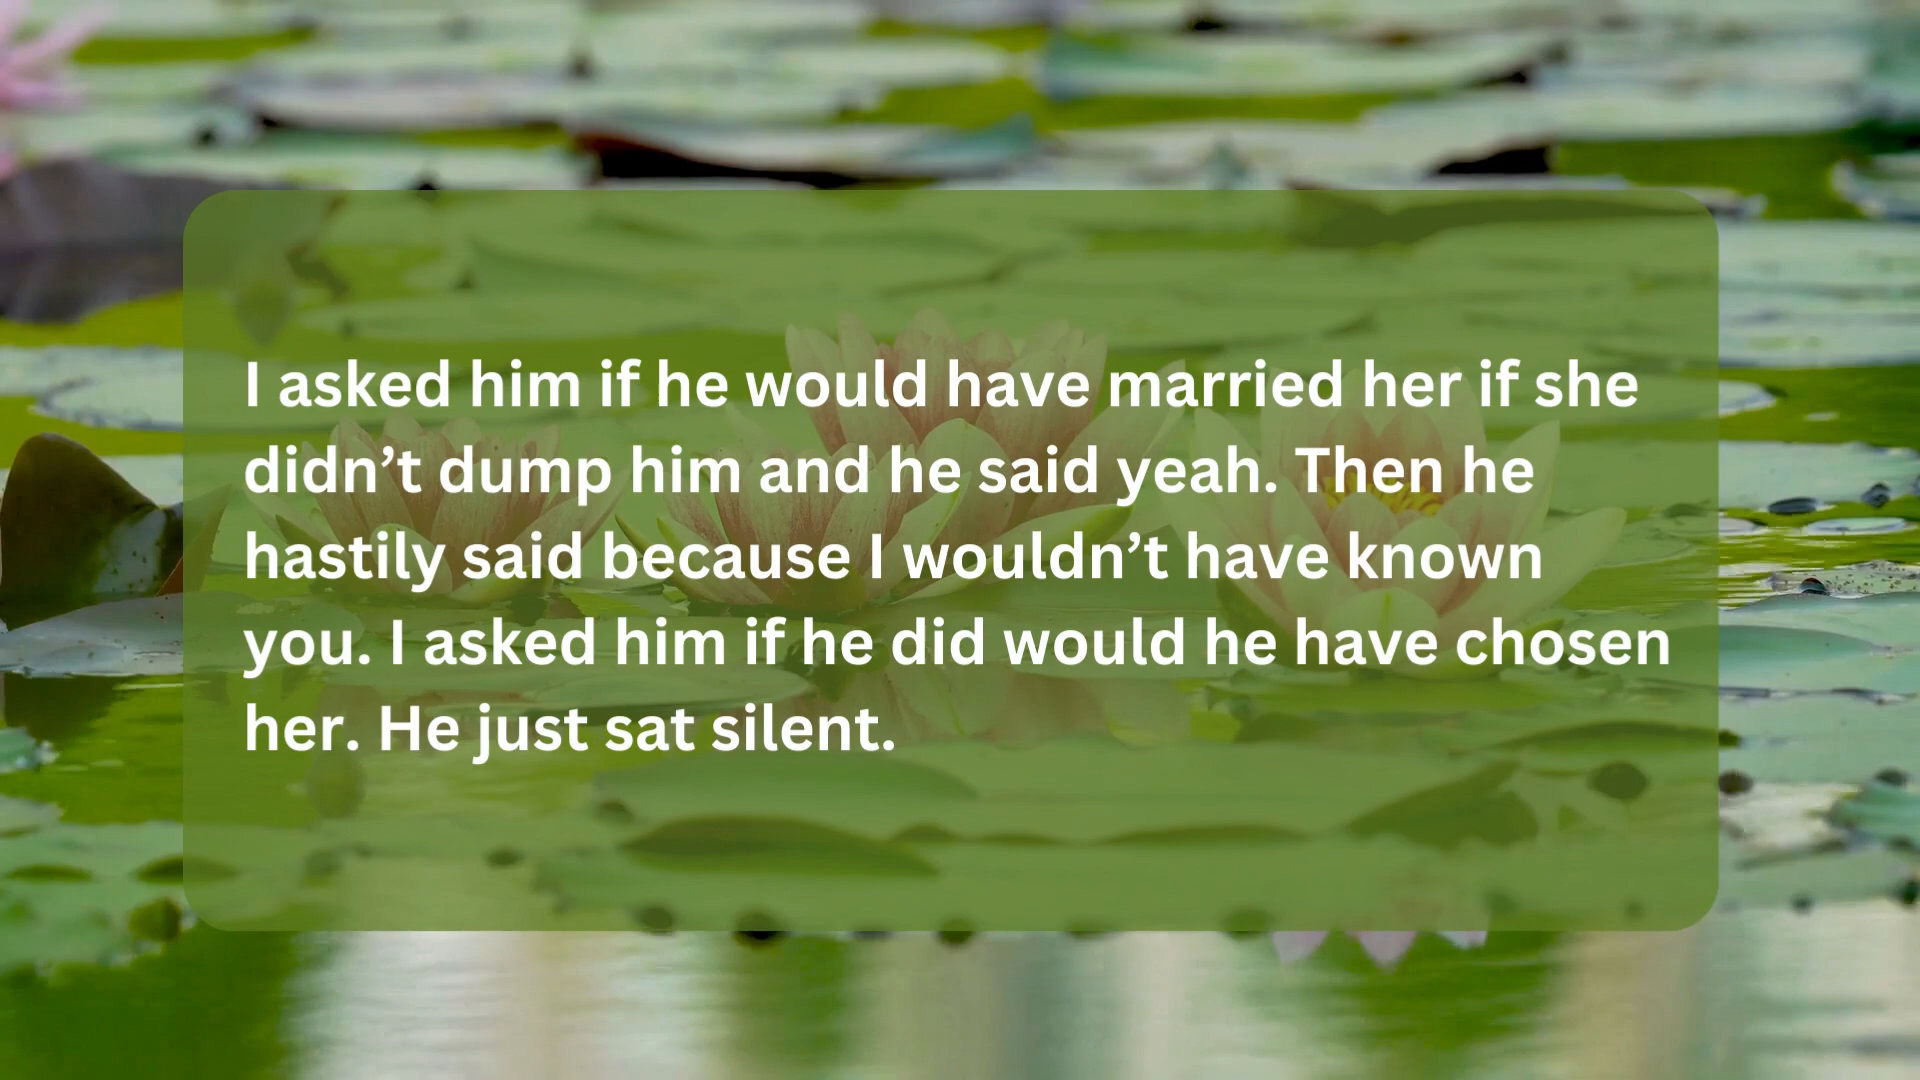 I asked him if he would have married her if she
didn’t dump him and he said yeah. Then he
hastily said because I wouldn’t have known
you. I asked him if he did would he have chosen
her. He just sat silent.